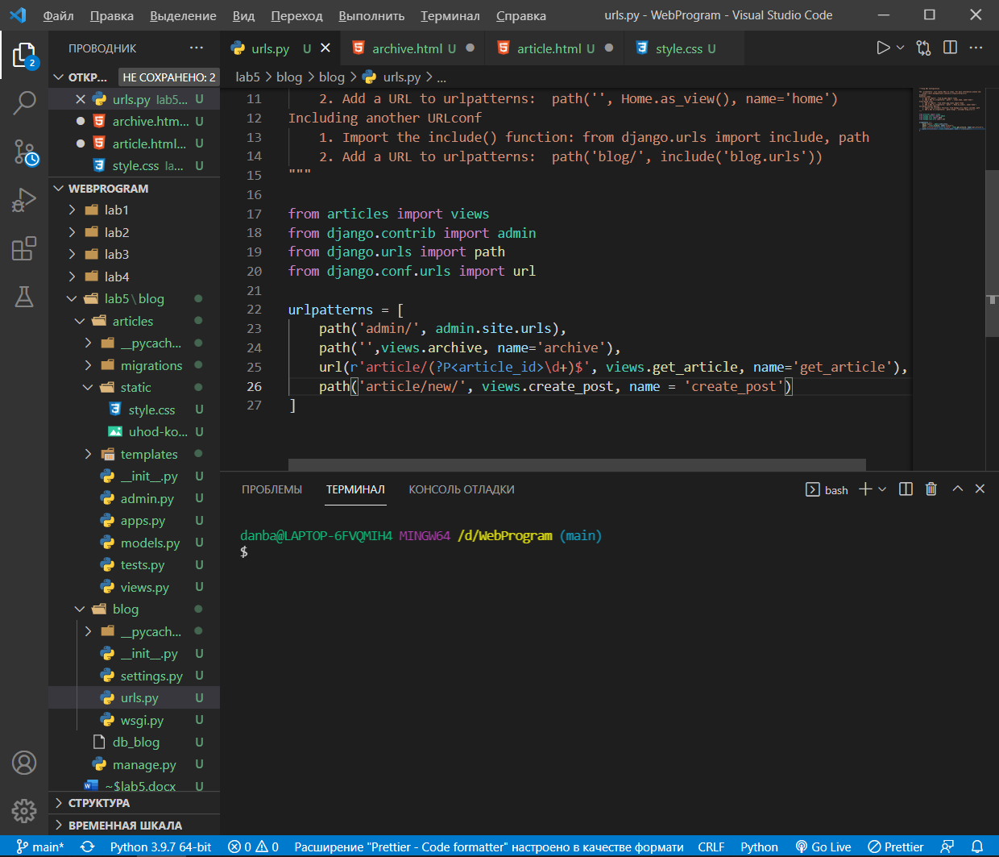 Файл Правка Выделение Вид Переход Выполнить Терминал Справка urls.py - WebProgram - Visual Studio Code
ПРОВОДНИК
2
ОТКР... НЕ СОХРАНЕНО: 2
urls.py lab5... U
archive.htm... U
article.html... U
style.css la... U
WEBPROGRAM
lab1
lab2
lab3
lab4
lab5\blog
articles
__pycach...
migrations
static
style.css U
uhod-ko... U
templates
__init__.py U
admin.py U
apps.py U
models.py U
tests.py U
views.py U
blog
__pycach...
__init__.py U
settings.py U
urls.py U
wsgi.py U
db_blog U
manage.py U
~$lab5.docx U
СТРУКТУРА
ВРЕМЕННАЯ ШКАЛА
urls.py U archive.html U article.html U style.css U
lab5 > blog > blog > urls.py > ...
11 2. Add a URL to urlpatterns:  path('', Home.as_view(), name='home')
12 Including another URLconf
13 1. Import the include() function: from django.urls import include, path
14 2. Add a URL to urlpatterns:  path('blog/', include('blog.urls'))
15 """
16
17 from articles import views
18 from django.contrib import admin
19 from django.urls import path
20 from django.conf.urls import url
21
22 urlpatterns = [
23 path('admin/', admin.site.urls),
24 path('',views.archive, name='archive'),
25 url(r'article/(?P<article_id>\d+)$', views.get_article, name='get_article'),
26 path('article/new/', views.create_post, name = 'create_post')
27 ]
ПРОБЛЕМЫ ТЕРМИНАЛ КОНСОЛЬ ОТЛАДКИ bash
danba@LAPTOP-6FVQMIH4 MINGW64 /d/WebProgram (main)
$
main* Python 3.9.7 64-bit 0 0 Расширение "Prettier - Code formatter" настроено в качестве формати CRLF Python Go Live Prettier